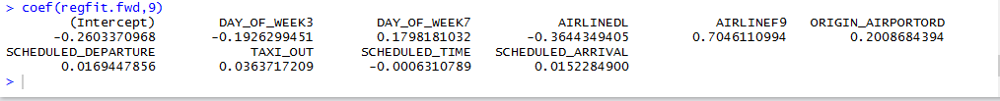 > coef(regfit.fwd,9)
(Intercept) DAY_OF_WEEK3 DAY_OF_WEEK7 AIRLINEDL AIRLINEF9 ORIGIN_AIRPORTORD
-0.2603370968 -0.1926299451 0.1798181032 -0.3644349405 0.7046110994 0.2008684394
SCHEDULED_DEPARTURE TAXI_OUT SCHEDULED_TIME SCHEDULED_ARRIVAL
0.0169447856 0.0363717209 -0.0006310789 0.0152284900
>